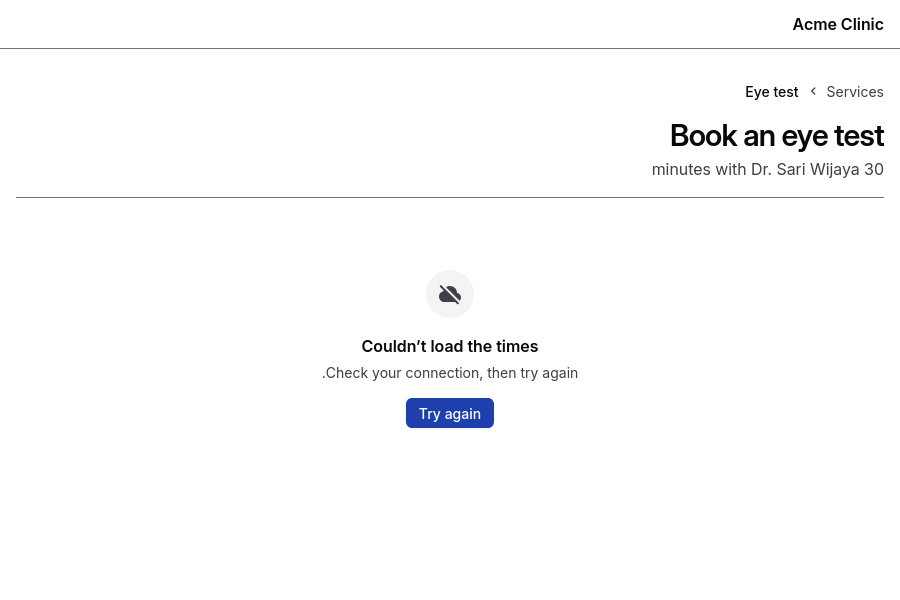 Acme Clinic
Services Eye test
Book an eye test
30 minutes with Dr. Sari Wijaya
Couldn’t load the times
Check your connection, then try again.
Try again